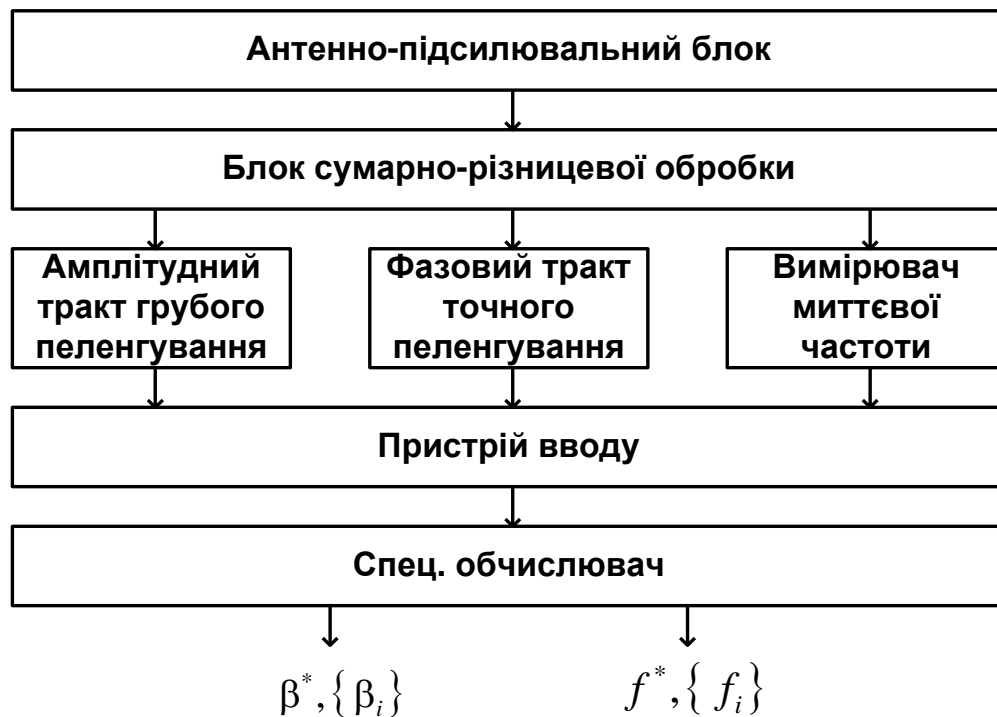 Антенно-підсилювальний блок
Блок сумарно-різницевої обробки
Амплітудний
тракт грубого
пеленгування
Фазовий тракт
точного
пеленгування
Вимірювач
миттєвої
частоти
Пристрій вводу
Спец. обчислювач
β*,{βᵢ}
f*,{fᵢ}